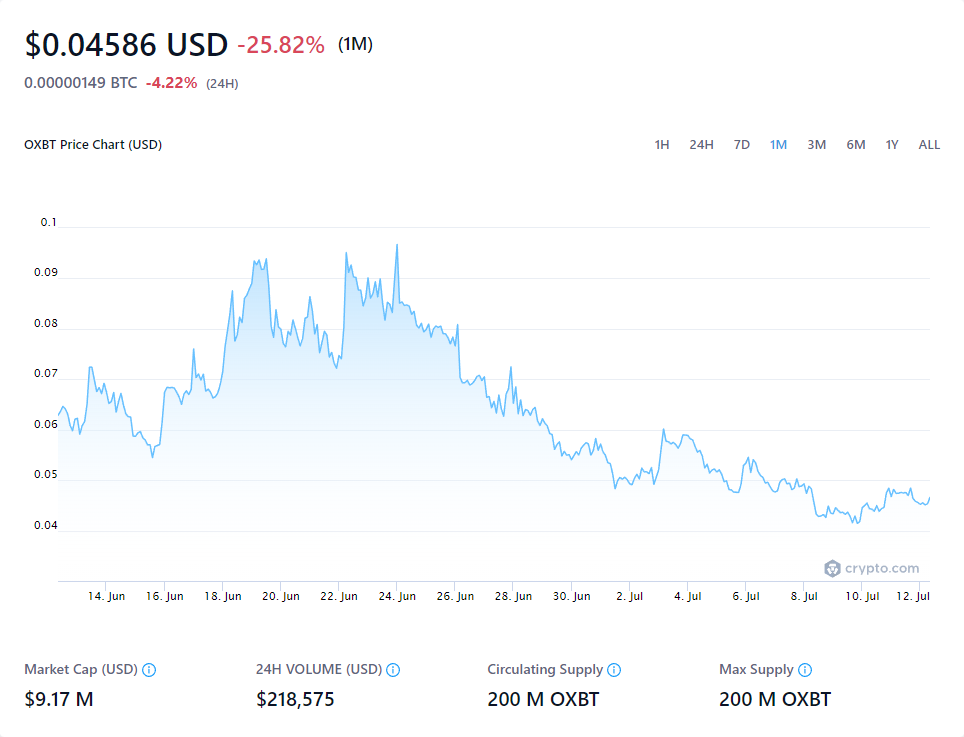 $0.04586 USD -25.82% (1M)
0.00000149 BTC -4.22% (24H)
OXBT Price Chart (USD) 1H 24H 7D 1M 3M 6M 1Y ALL
0.1
0.09
0.08
0.07
0.06
0.05
0.04
crypto.com
14. Jun 16. Jun 18. Jun 20. Jun 22. Jun 24. Jun 26. Jun 28. Jun 30. Jun 2. Jul 4. Jul 6. Jul 8. Jul 10. Jul 12. Jul
Market Cap (USD) 24H VOLUME (USD) Circulating Supply Max Supply
$9.17 M $218,575 200 M OXBT 200 M OXBT